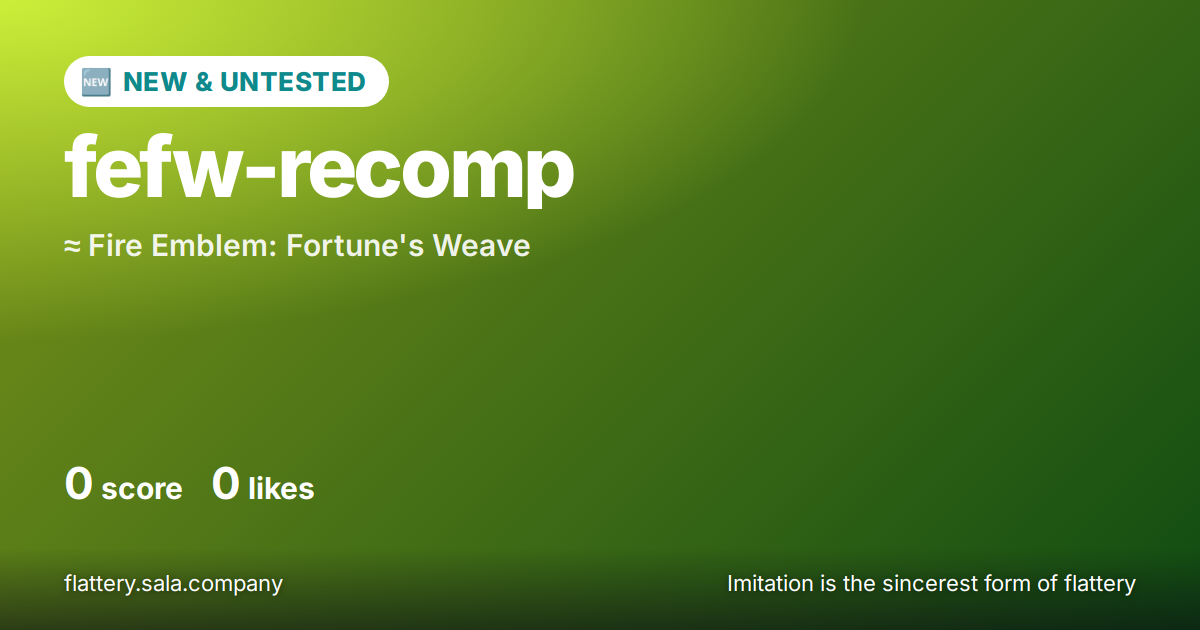 🆕 NEW & UNTESTED
fefw-recomp
≈ Fire Emblem: Fortune's Weave
0 score 0 likes
flattery.sala.company
Imitation is the sincerest form of flattery